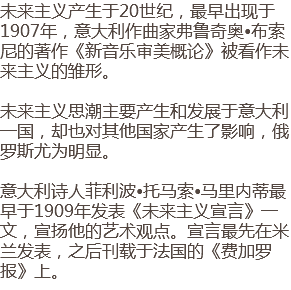 未来主义产生于20世纪，最早出现于
1907年，意大利作曲家弗鲁奇奥•布索
尼的著作《新音乐审美概论》被看作未
来主义的雏形。
未来主义思潮主要产生和发展于意大利
一国，却也对其他国家产生了影响，俄
罗斯尤为明显。
意大利诗人菲利波•托马索•马里内蒂最
早于1909年发表《未来主义宣言》一
文，宣扬他的艺术观点。宣言最先在米
兰发表，之后刊载于法国的《费加罗
报》上。